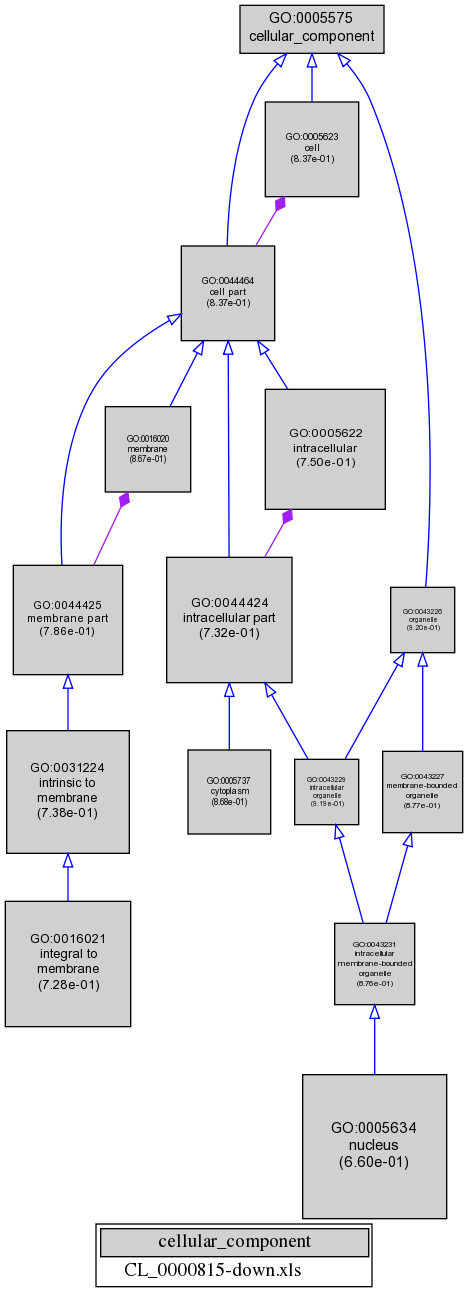 GO:0005575
cellular_component
GO:0005623
cell
(8.37e-01)
GO:0044464
cell part
(8.37e-01)
GO:0016020
membrane
(8.67e-01)
GO:0005622
intracellular
(7.50e-01)
GO:0044425
membrane part
(7.86e-01)
GO:0044424
intracellular part
(7.32e-01)
GO:0043226
organelle
(9.20e-01)
GO:0031224
intrinsic to
membrane
(7.38e-01)
GO:0005737
cytoplasm
(8.68e-01)
GO:0043229
intracellular
organelle
(9.19e-01)
GO:0043227
membrane-bounded
organelle
(8.77e-01)
GO:0016021
integral to
membrane
(7.28e-01)
GO:0043231
intracellular
membrane-bounded
organelle
(8.76e-01)
GO:0005634
nucleus
(6.60e-01)
cellular_component
CL_0000815-down.xls